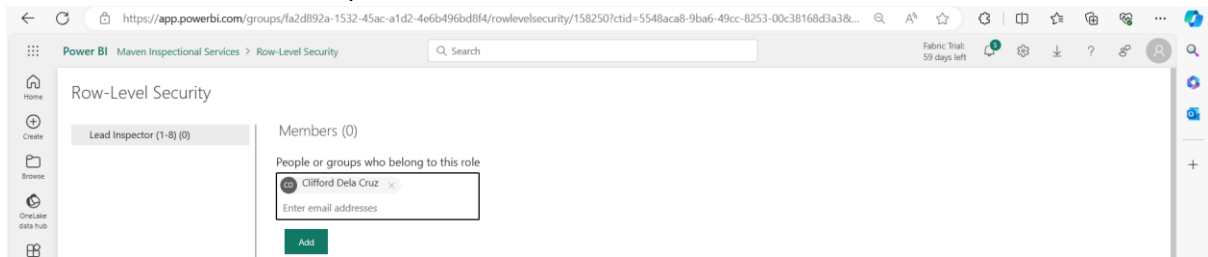 https://app.powerbi.com/groups/fa2d892a-1532-45ac-a1d2-4e6b496bd8f4/rowlevelsecurity/158250?ctid=5548aca8-9ba6-49cc-8253-00c38168d3a3&...
Power BI Maven Inspectional Services > Row-Level Security
Search
Fabric Trial:
59 days left
5
Home
Create
Browse
OneLake
data hub
Row-Level Security
Lead Inspector (1-8) (0)
Members (0)
People or groups who belong to this role
CD Clifford Dela Cruz
Enter email addresses
Add